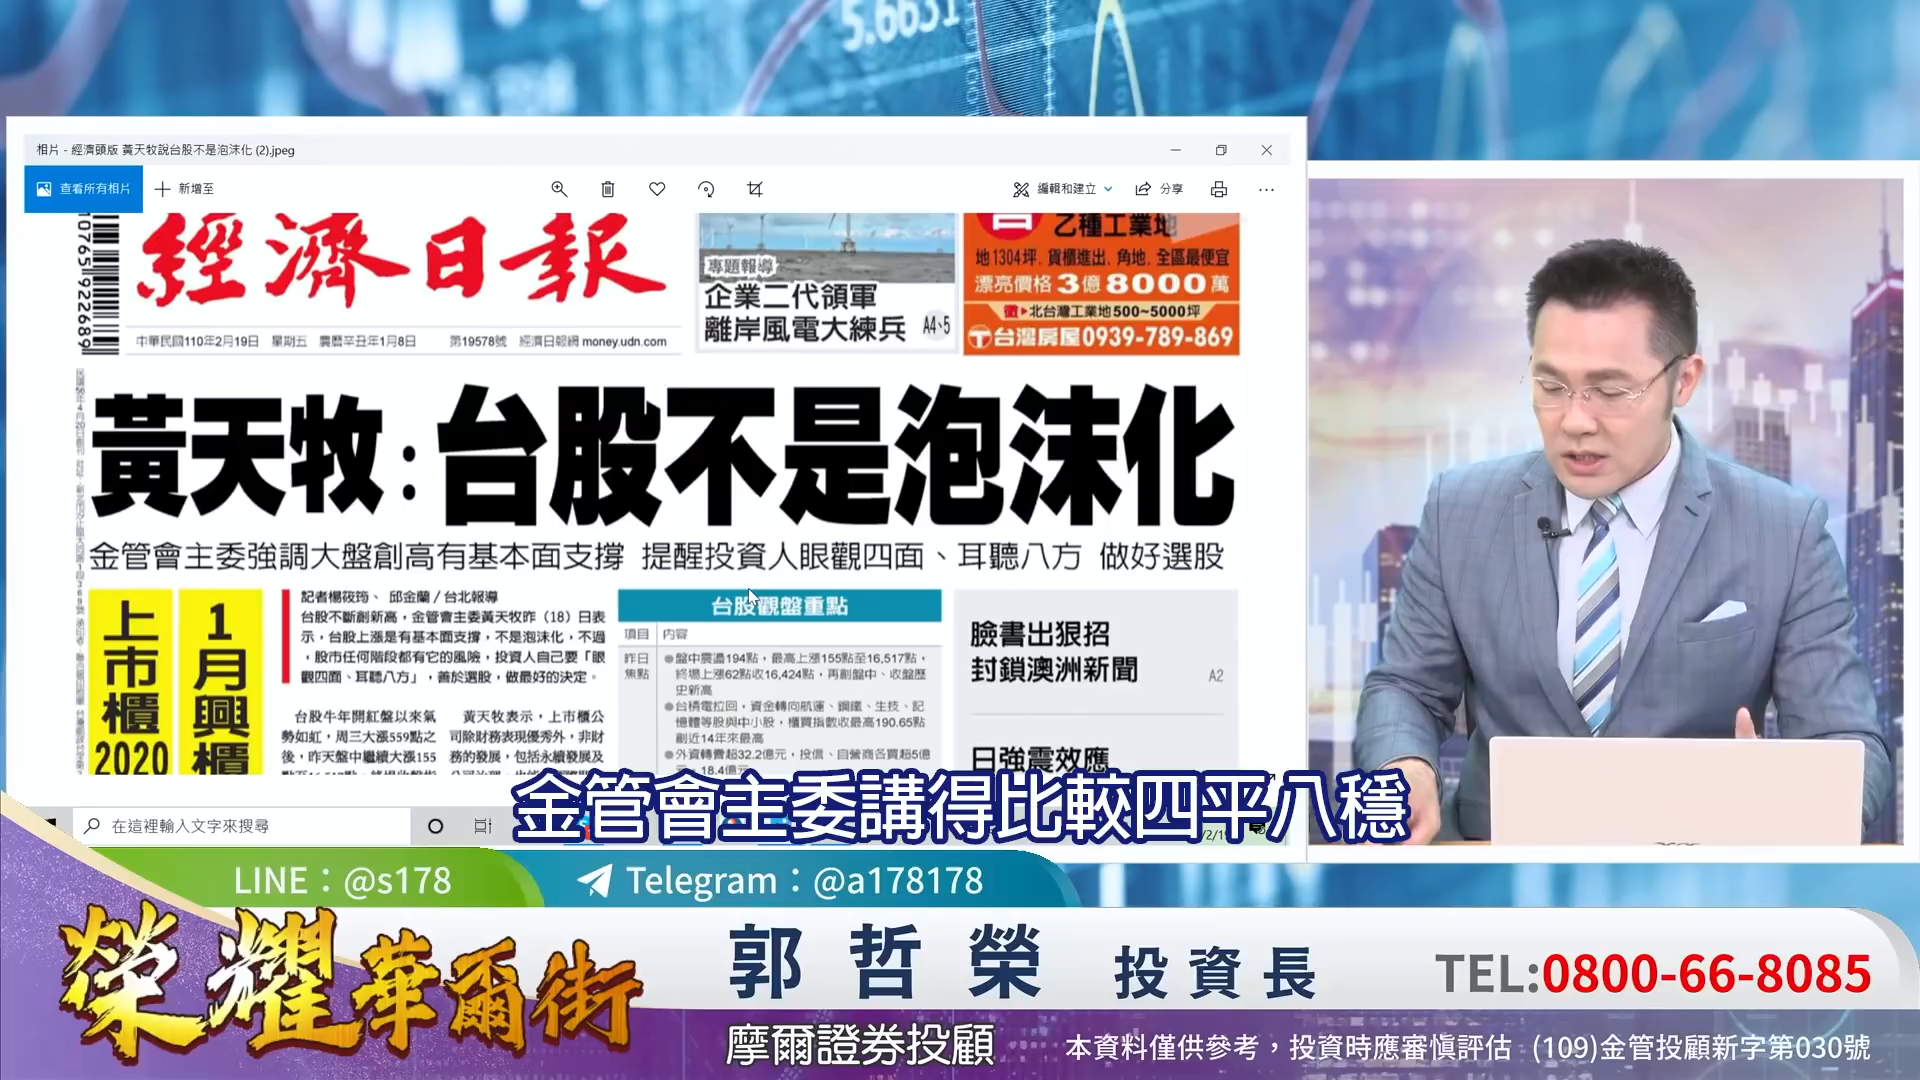 5.6631
相片 - 經濟頭版 黃天牧說台股不是泡沫化 (2).jpeg
查看所有相片
新增至
編輯和建立
分享
10765 922689
經濟日報
中華民國110年2月19日 星期五 農曆辛丑年1月8日 第19578號 經濟日報網 money.udn.com
專題報導
企業二代領軍
離岸風電大練兵 A4、5
乙種工業地
地1304坪, 貨櫃進出, 角地, 全區最便宜
漂亮價格3億8000萬
徵▶北台灣工業地500~5000坪
台灣房屋0939-789-869
黃天牧:台股不是泡沫化
金管會主委強調大盤創高有基本面支撐 提醒投資人眼觀四面、耳聽八方 做好選股
上市櫃2020
1月興櫃
記者楊筱筠、邱金蘭/台北報導
台股不斷創新高,金管會主委黃天牧昨(18)日表
示,台股上漲是有基本面支撐,不是泡沫化,不過
,股市任何階段都有它的風險,投資人自己要「眼
觀四面、耳聽八方」,善於選股,做最好的決定。
台股牛年開紅盤以來氣
勢如虹,周三大漲559點之
後,昨天盤中繼續大漲155
黃天牧表示,上市櫃公
司除財務表現優秀外,非財
務的發展,包括永續發展及
台股觀盤重點
項目 內容
昨日焦點
●盤中震盪194點,最高上漲155點至16,517點,
終場上漲62點收16,424點,再創盤中、收盤歷
史新高
●台積電拉回,資金轉向航運、鋼鐵、生技、記
憶體等股與中小股,櫃買指數收最高190.65點
創近14年來最高
●外資轉賣超32.2億元,投信、自營商各買超5億
、18.4億元
臉書出狠招
封鎖澳洲新聞 A2
日強震效應
在這裡輸入文字來搜尋
金管會主委講得比較四平八穩
LINE:@s178
Telegram:@a178178
榮耀華爾街
郭哲榮 投資長
TEL:0800-66-8085
摩爾證券投顧
本資料僅供參考,投資時應審慎評估 (109)金管投顧新字第030號